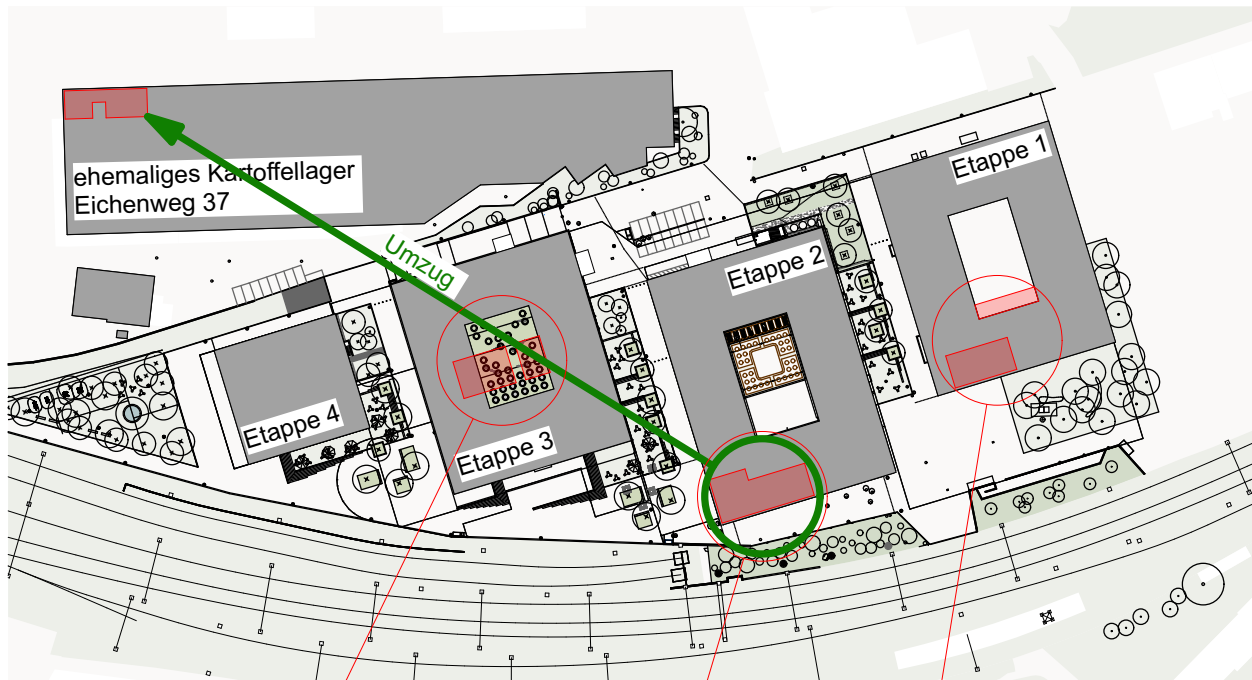 ehemaliges Kartoffellager
Eichenweg 37
Umzug
Etappe 1
Etappe 2
Etappe 3
Etappe 4